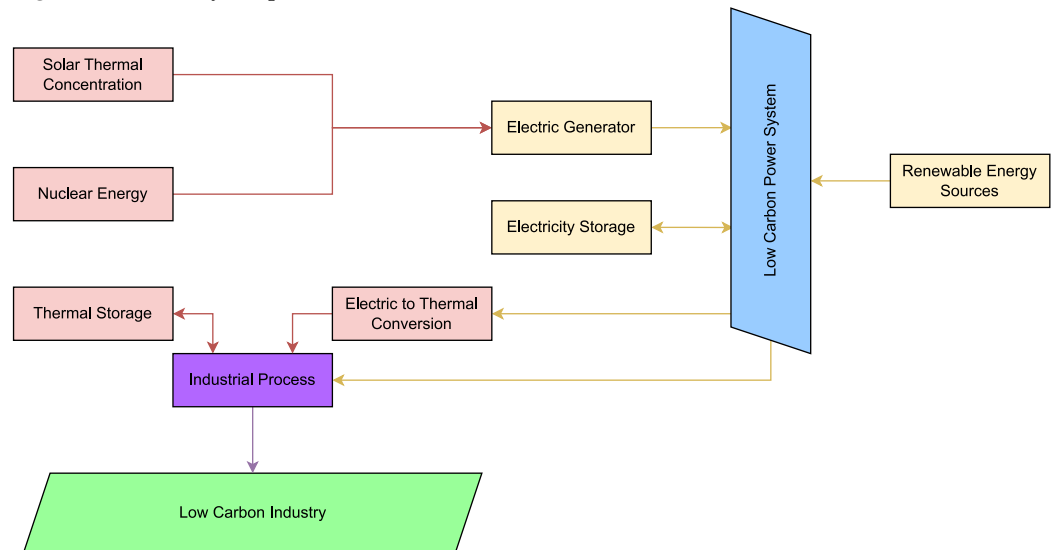 Solar Thermal
Concentration
Electric Generator
Low Carbon Power System
Renewable Energy
Sources
Nuclear Energy
Electricity Storage
Thermal Storage
Electric to Thermal
Conversion
Industrial Process
Low Carbon Industry